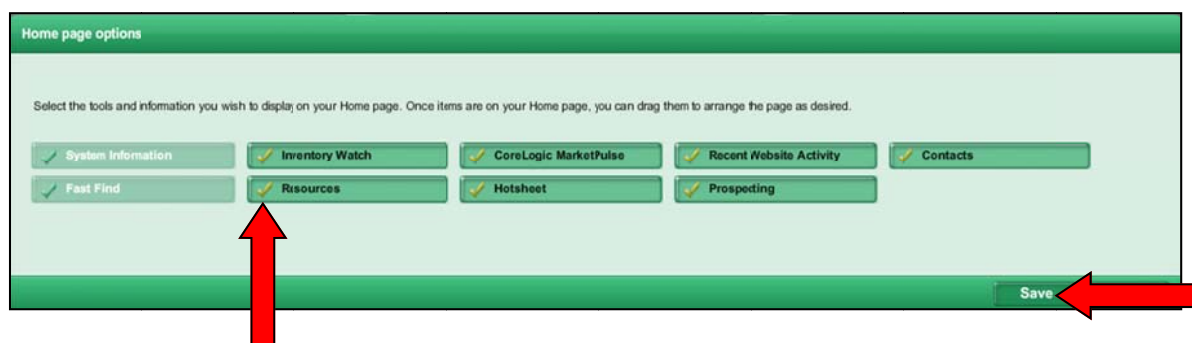 Home page options
Select the tools and information you wish to display on your Home page. Once items are on your Home page, you can drag them to arrange the page as desired.
System Information Inventory Watch CoreLogic MarketPulse Recent Website Activity Contacts
Fast Find Resources Hotsheet Prospecting
Save